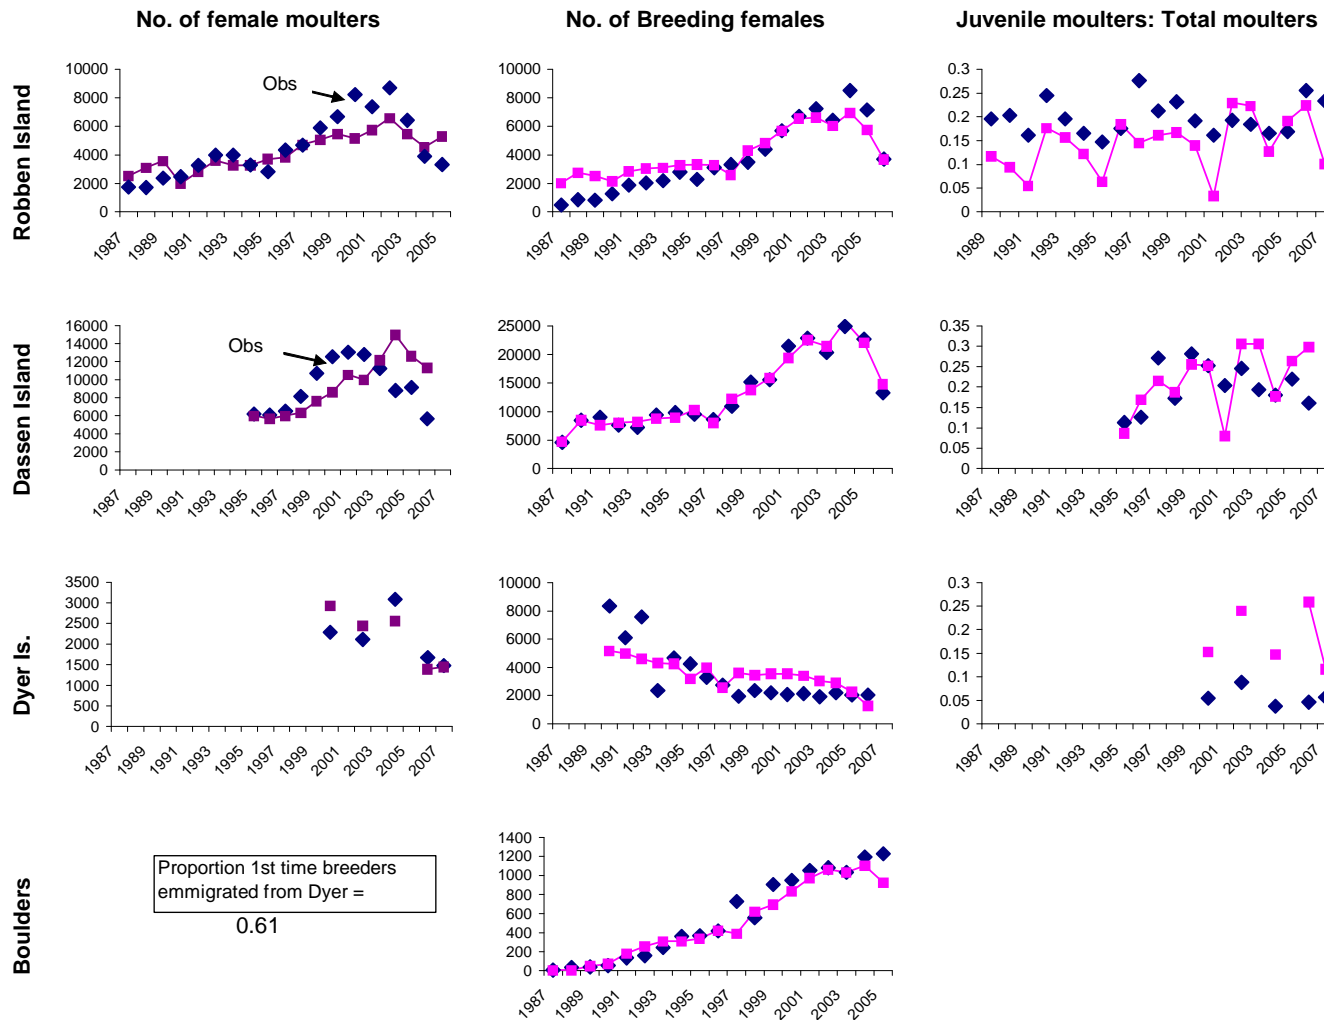 No. of female moulters No. of Breeding females Juvenile moulters: Total moulters
Robben Island
10000 8000 6000 4000 2000 0
Obs
1987 1989 1991 1993 1995 1997 1999 2001 2003 2005
10000 8000 6000 4000 2000 0
1987 1989 1991 1993 1995 1997 1999 2001 2003 2005
0.3 0.25 0.2 0.15 0.1 0.05 0
1989 1991 1993 1995 1997 1999 2001 2003 2005 2007
Dassen Island
16000 14000 12000 10000 8000 6000 4000 2000 0
Obs
1987 1989 1991 1993 1995 1997 1999 2001 2003 2005 2007
25000 20000 15000 10000 5000 0
1987 1991 1993 1995 1997 1999 2001 2003 2005
0.35 0.3 0.25 0.2 0.15 0.1 0.05 0
1987 1989 1991 1993 1995 1997 1999 2001 2003 2005 2007
Dyer Is.
3500 3000 2500 2000 1500 1000 500 0
1987 1989 1991 1993 1995 1997 1999 2001 2003 2005 2007
10000 8000 6000 4000 2000 0
1987 1989 1991 1993 1995 1997 1999 2001 2003 2005 2007
0.3 0.25 0.2 0.15 0.1 0.05 0
1987 1989 1991 1993 1995 1997 1999 2001 2003 2005 2007
Boulders
Proportion 1st time breeders
emmigrated from Dyer =
0.61
1400 1200 1000 800 600 400 200 0
1987 1989 1991 1993 1995 1997 1999 2001 2003 2005